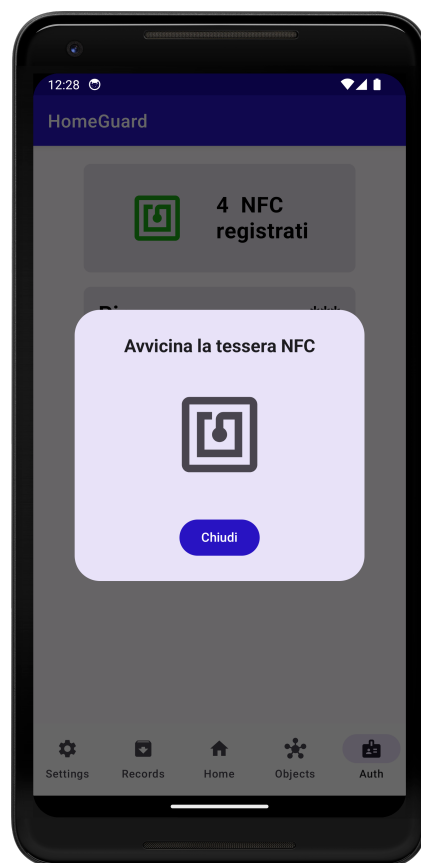 12:28
HomeGuard
4 NFC
registrati
Avvicina la tessera NFC
Chiudi
Settings
Records
Home
Objects
Auth